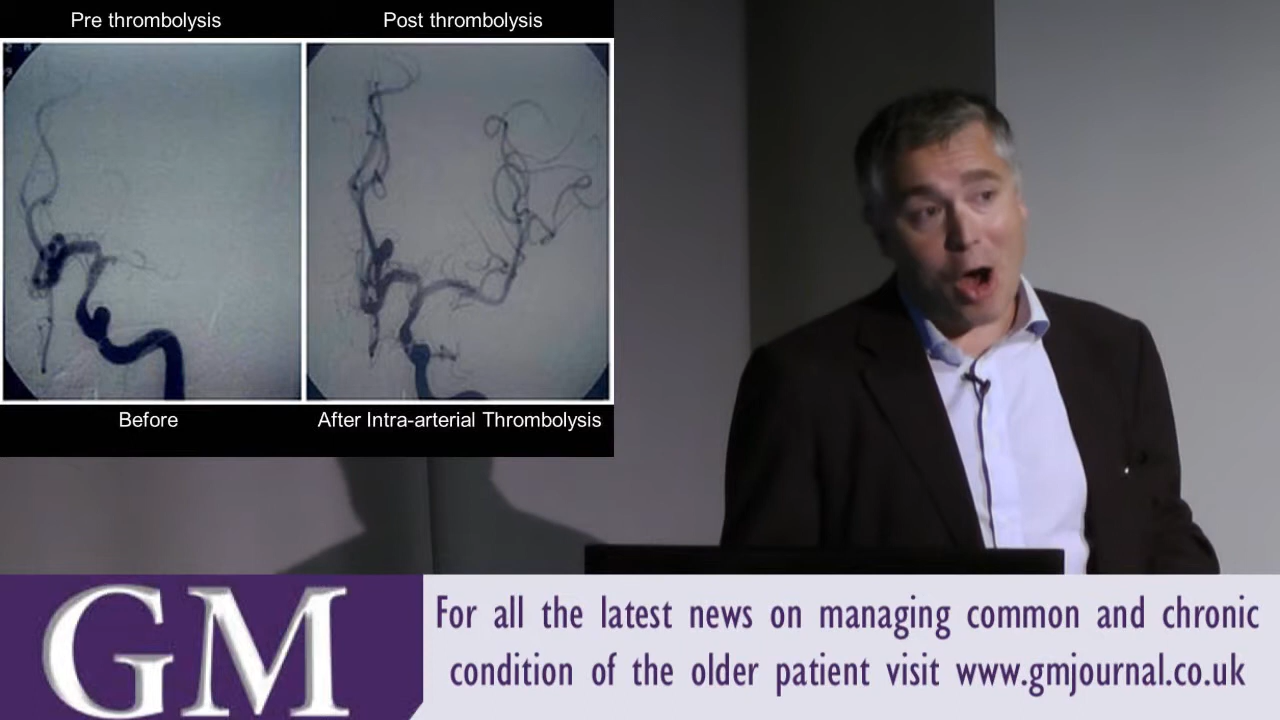 Pre thrombolysis
Post thrombolysis
Before
After Intra-arterial Thrombolysis
GM
For all the latest news on managing common and chronic
condition of the older patient visit www.gmjournal.co.uk